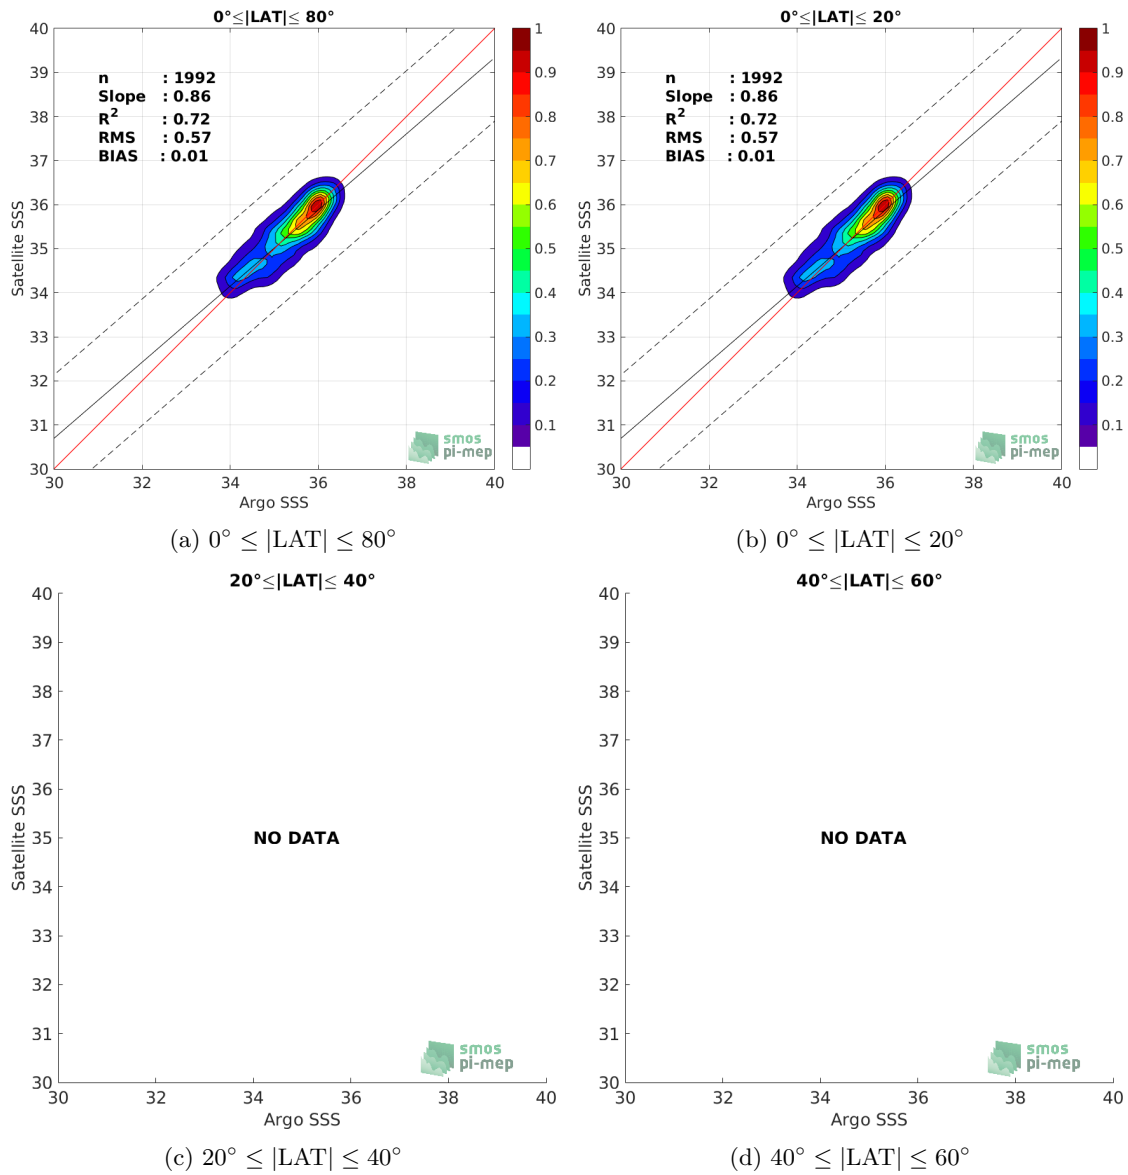 0°≤|LAT|≤ 80°
40
39
38
37
36
35
34
33
32
31
30
30
32
34
36
38
40
Satellite SSS
Argo SSS
n : 1992
Slope : 0.86
R² : 0.72
RMS : 0.57
BIAS : 0.01
1
0.9
0.8
0.7
0.6
0.5
0.4
0.3
0.2
0.1
smos
pi-mep
(a) 0° ≤ |LAT| ≤ 80°
0°≤|LAT|≤ 20°
40
39
38
37
36
35
34
33
32
31
30
30
32
34
36
38
40
Satellite SSS
Argo SSS
n : 1992
Slope : 0.86
R² : 0.72
RMS : 0.57
BIAS : 0.01
1
0.9
0.8
0.7
0.6
0.5
0.4
0.3
0.2
0.1
smos
pi-mep
(b) 0° ≤ |LAT| ≤ 20°
20°≤|LAT|≤ 40°
40
39
38
37
36
35
34
33
32
31
30
30
32
34
36
38
40
Satellite SSS
Argo SSS
NO DATA
smos
pi-mep
(c) 20° ≤ |LAT| ≤ 40°
40°≤|LAT|≤ 60°
40
39
38
37
36
35
34
33
32
31
30
30
32
34
36
38
40
Satellite SSS
Argo SSS
NO DATA
smos
pi-mep
(d) 40° ≤ |LAT| ≤ 60°